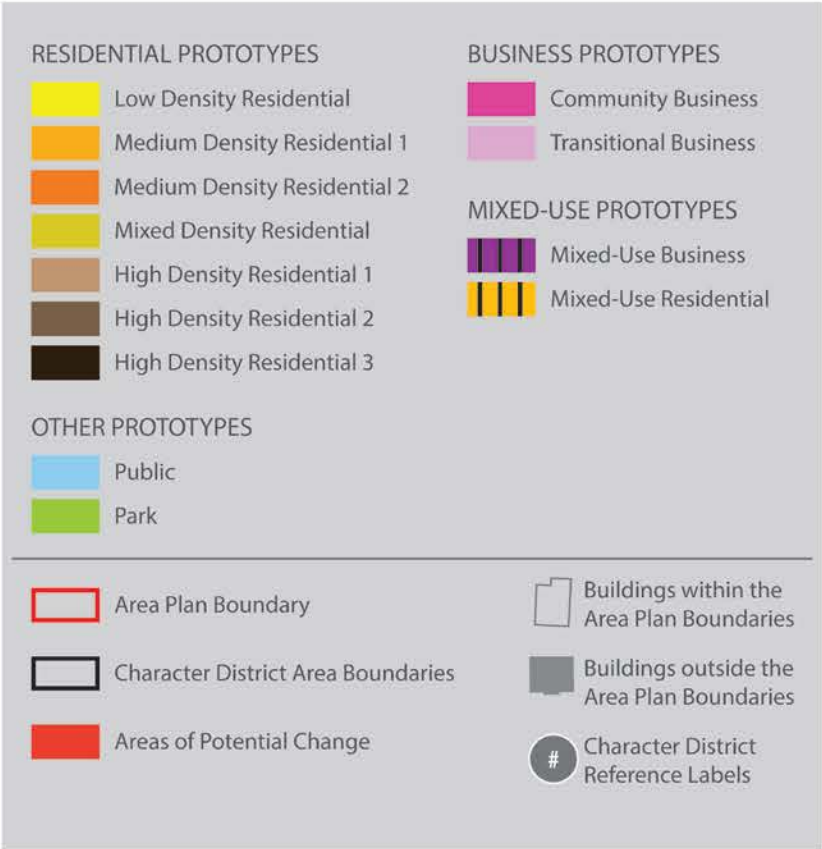 RESIDENTIAL PROTOTYPES
Low Density Residential
Medium Density Residential 1
Medium Density Residential 2
Mixed Density Residential
High Density Residential 1
High Density Residential 2
High Density Residential 3
OTHER PROTOTYPES
Public
Park
BUSINESS PROTOTYPES
Community Business
Transitional Business
MIXED-USE PROTOTYPES
Mixed-Use Business
Mixed-Use Residential
Area Plan Boundary
Character District Area Boundaries
Areas of Potential Change
Buildings within the
Area Plan Boundaries
Buildings outside the
Area Plan Boundaries
#
Character District
Reference Labels